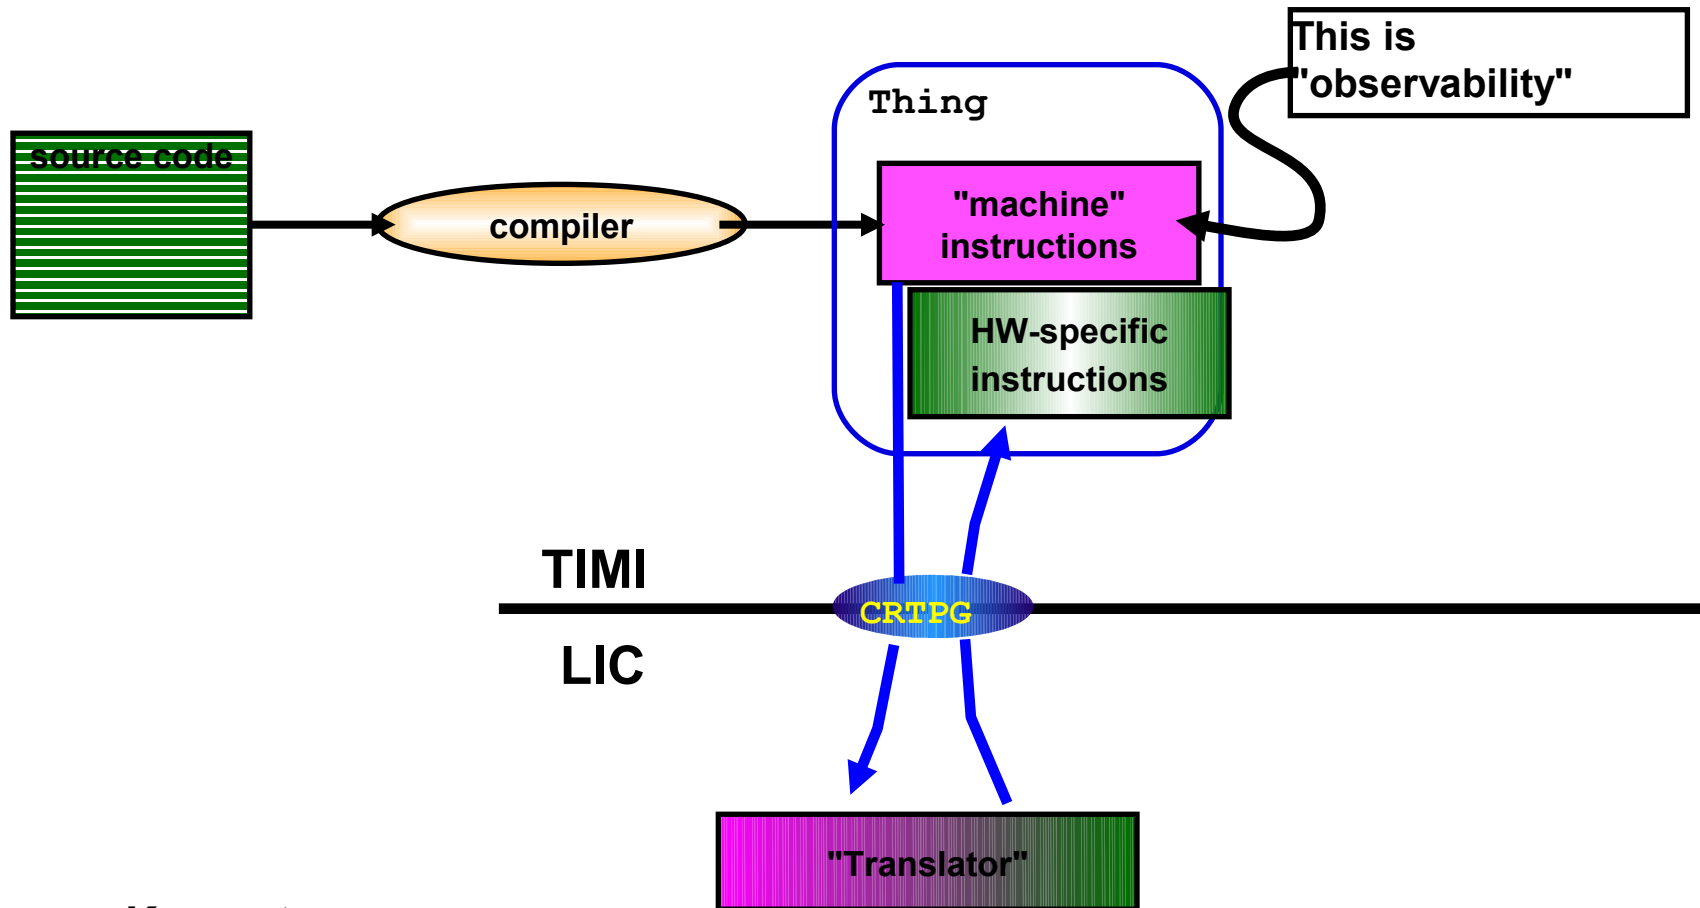 This is
"observability"
Thing
source code
"machine"
instructions
compiler
HW-specific
instructions
TIMI
CRTPG
LIC
"Translator"